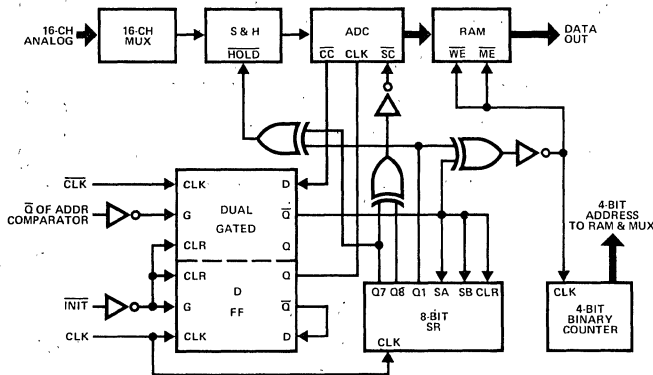 16-CH
ANALOG
16-CH
MUX
S & H
HOLD
ADC
CC CLK SC
RAM
WE ME
DATA
OUT
CLK
Q OF ADDR
COMPARATOR
INIT
CLK
CLK D
DUAL
G GATED Q
CLR Q
CLR Q
D
G FF Q
CLK D
Q7 Q8 Q1 SA SB CLR
8-BIT
SR
CLK
4-BIT
ADDRESS
TO RAM & MUX
CLK
4-BIT
BINARY
COUNTER